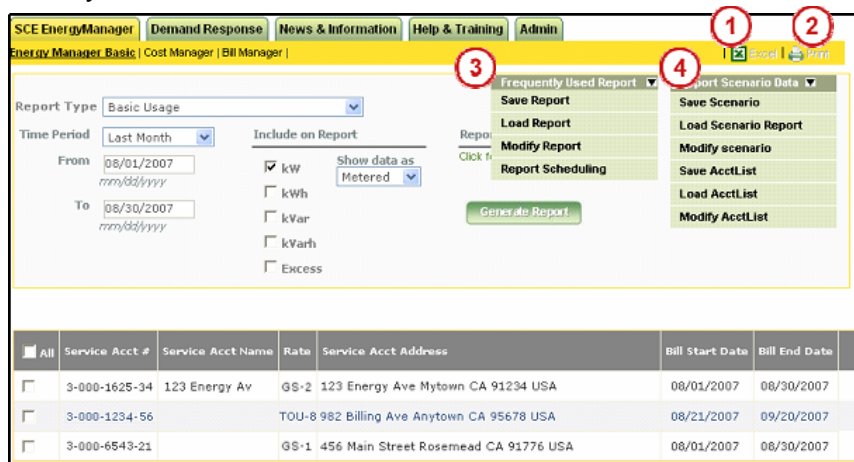 SCE EnergyManager Demand Response News & Information Help & Training Admin
Energy Manager Basic | Cost Manager | Bill Manager |
1 2
| Excel | Print
3 4
Frequently Used Report Report Scenario Data
Save Report Save Scenario
Load Report Load Scenario Report
Modify Report Modify scenario
Report Scheduling Save AcctList
Load AcctList
Modify AcctList
Report Type Basic Usage
Time Period Last Month Include on Report
From 08/01/2007 kW Show data as
mm/dd/yyyy Metered
kWh
To 08/30/2007 kVar
mm/dd/yyyy
kVarh
Excess
Click
Generate Report
All Service Acct # Service Acct Name Rate Service Acct Address Bill Start Date Bill End Date
3-000-1625-34 123 Energy Av GS-2 123 Energy Ave Mytown CA 91234 USA 08/01/2007 08/30/2007
3-000-1234-56 TOU-8 982 Billing Ave Anytown CA 95678 USA 08/21/2007 09/20/2007
3-000-6543-21 GS-1 456 Main Street Rosemead CA 91776 USA 08/01/2007 08/30/2007